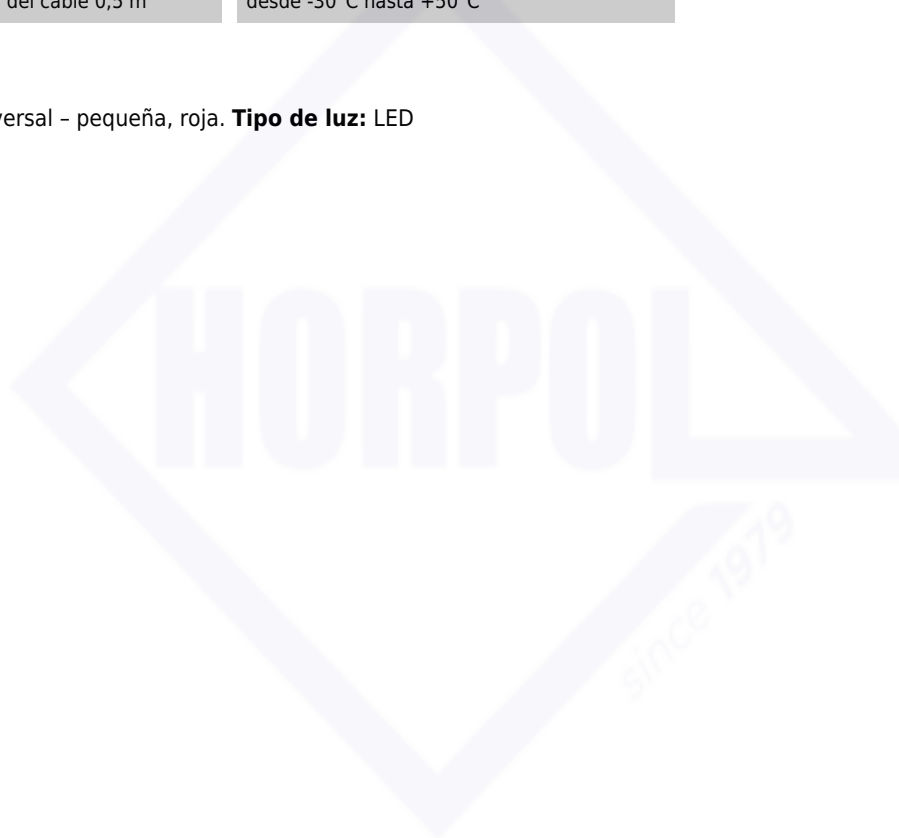 del cable 0,5 m
desde -30°C hasta +50°C
versal – pequeña, roja. Tipo de luz: LED
HORPOL
since 1979